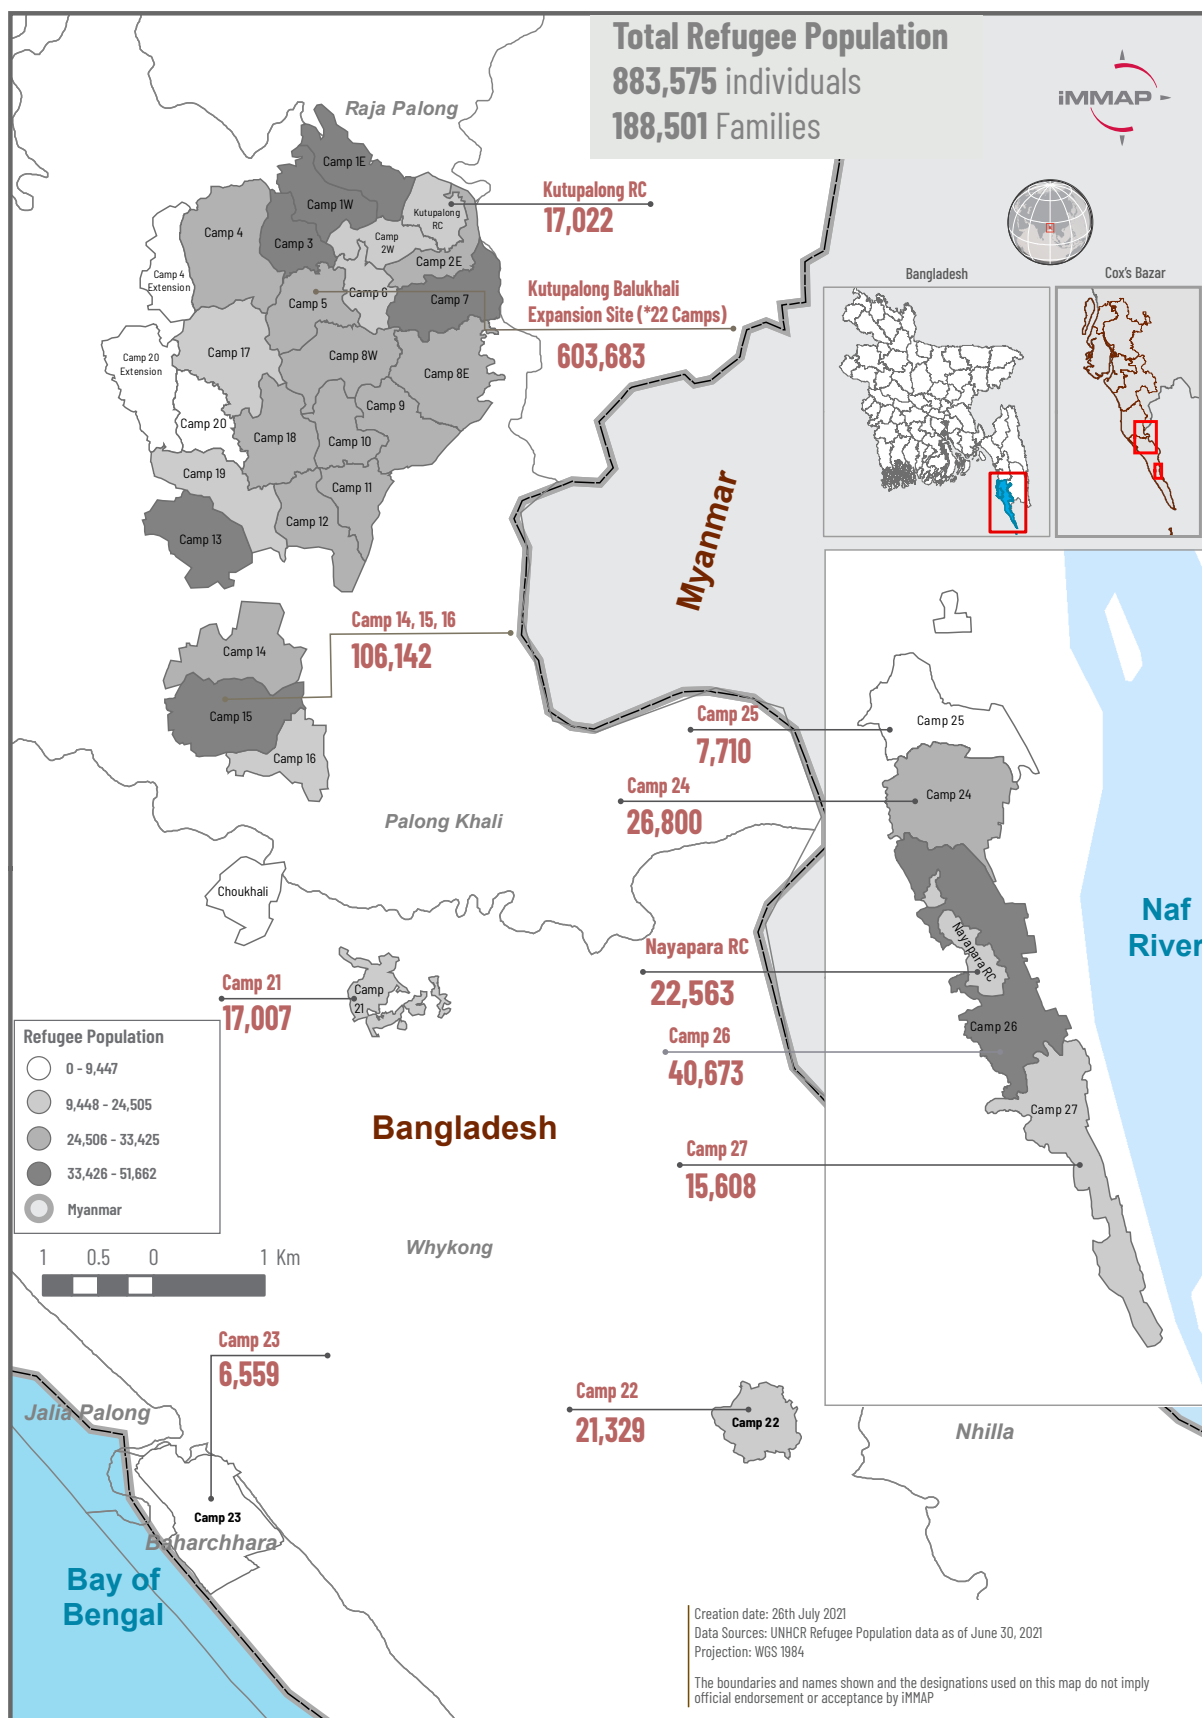 Total Refugee Population
883,575 individuals
188,501 Families
iMMAP
Raja Palong
Camp 1E
Camp 1W
Kutupalong
RC
Camp 4
Camp 3
Camp
2W
Camp 2E
Camp 4
Extension
Camp 5
Camp 6
Camp 7
Camp 20
Extension
Camp 17
Camp 8W
Camp 8E
Camp 9
Camp 20
Camp 18
Camp 10
Camp 19
Camp 11
Camp 12
Camp 13
Kutupalong RC
17,022
Kutupalong Balukhali
Expansion Site (*22 Camps)
603,683
Bangladesh
Cox's Bazar
Myanmar
Camp 14, 15, 16
106,142
Camp 14
Camp 15
Camp 16
Camp 25
7,710
Camp 25
Camp 24
26,800
Camp 24
Palong Khali
Choukhali
Naf
River
Nayapara RC
22,563
Nayapara RC
Camp 21
17,007
Camp
21
Camp 26
40,673
Camp 26
Refugee Population
0 - 9,447
9,448 - 24,505
24,506 - 33,425
33,426 - 51,662
Myanmar
Bangladesh
Camp 27
Camp 27
15,608
Whykong
1 0.5 0 1 Km
Camp 23
6,559
Camp 22
21,329
Camp 22
Jalia Palong
Nhilla
Camp 23
Baharchhara
Bay of
Bengal
Creation date: 26th July 2021
Data Sources: UNHCR Refugee Population data as of June 30, 2021
Projection: WGS 1984
The boundaries and names shown and the designations used on this map do not imply
official endorsement or acceptance by iMMAP